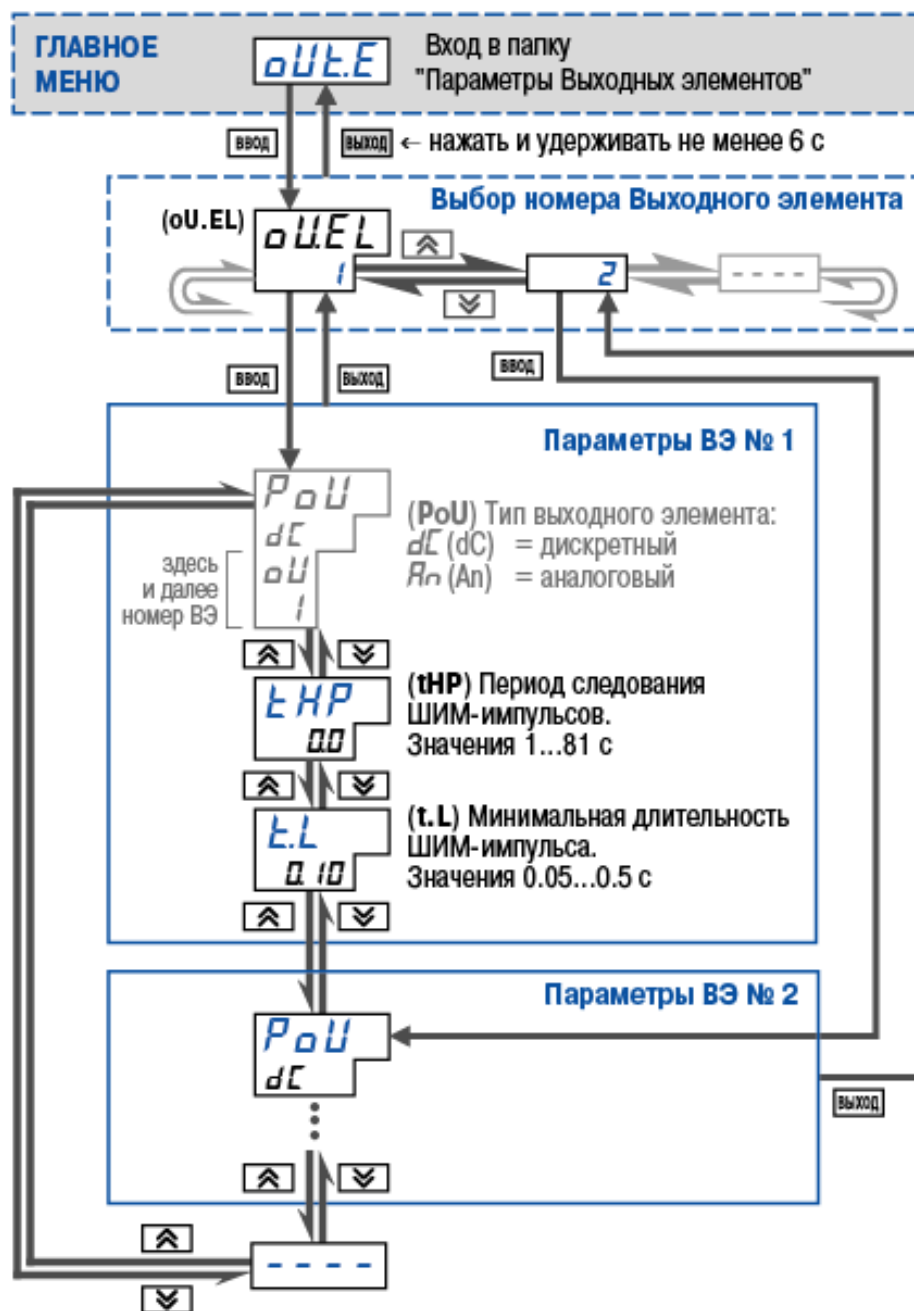 ГЛАВНОЕ МЕНЮ
oUt.E
Вход в папку
"Параметры Выходных элементов"
ВВОД
ВЫХОД ← нажать и удерживать не менее 6 с
Выбор номера Выходного элемента
(oU.EL)
oU.EL
1
2
----
ВВОД
ВЫХОД
ВВОД
Параметры ВЭ № 1
PoU
dC
oU
1
здесь
и далее
номер ВЭ
(PoU) Тип выходного элемента:
dC (dC) = дискретный
An (An) = аналоговый
tHP
0.0
(tHP) Период следования
ШИМ-импульсов.
Значения 1...81 с
t.L
0.10
(t.L) Минимальная длительность
ШИМ-импульса.
Значения 0.05...0.5 с
Параметры ВЭ № 2
PoU
dC
ВЫХОД
----